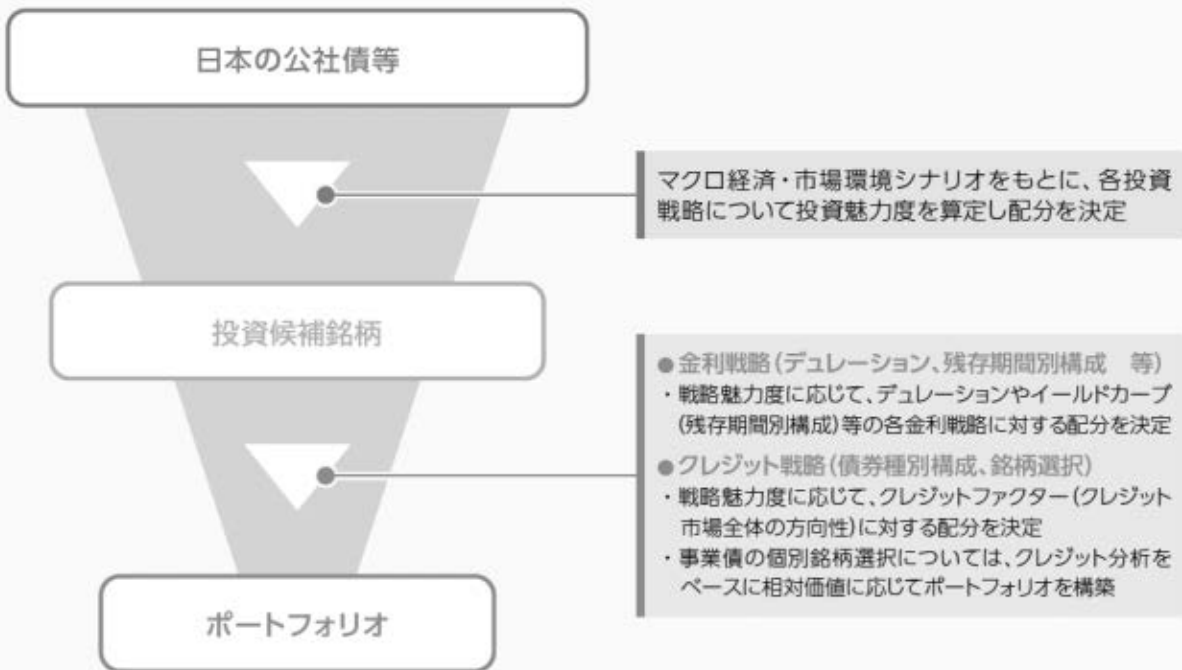 日本の公社債等
マクロ経済・市場環境シナリオをもとに、各投資
戦略について投資魅力度を算定し配分を決定
投資候補銘柄
●金利戦略(デュレーション、残存期間別構成　等)
・戦略魅力度に応じて、デュレーションやイールドカーブ
(残存期間別構成)等の各金利戦略に対する配分を決定
●クレジット戦略(債券種別構成、銘柄選択)
・戦略魅力度に応じて、クレジットファクター(クレジット
市場全体の方向性)に対する配分を決定
・事業債の個別銘柄選択については、クレジット分析を
ベースに相対価値に応じてポートフォリオを構築
ポートフォリオ